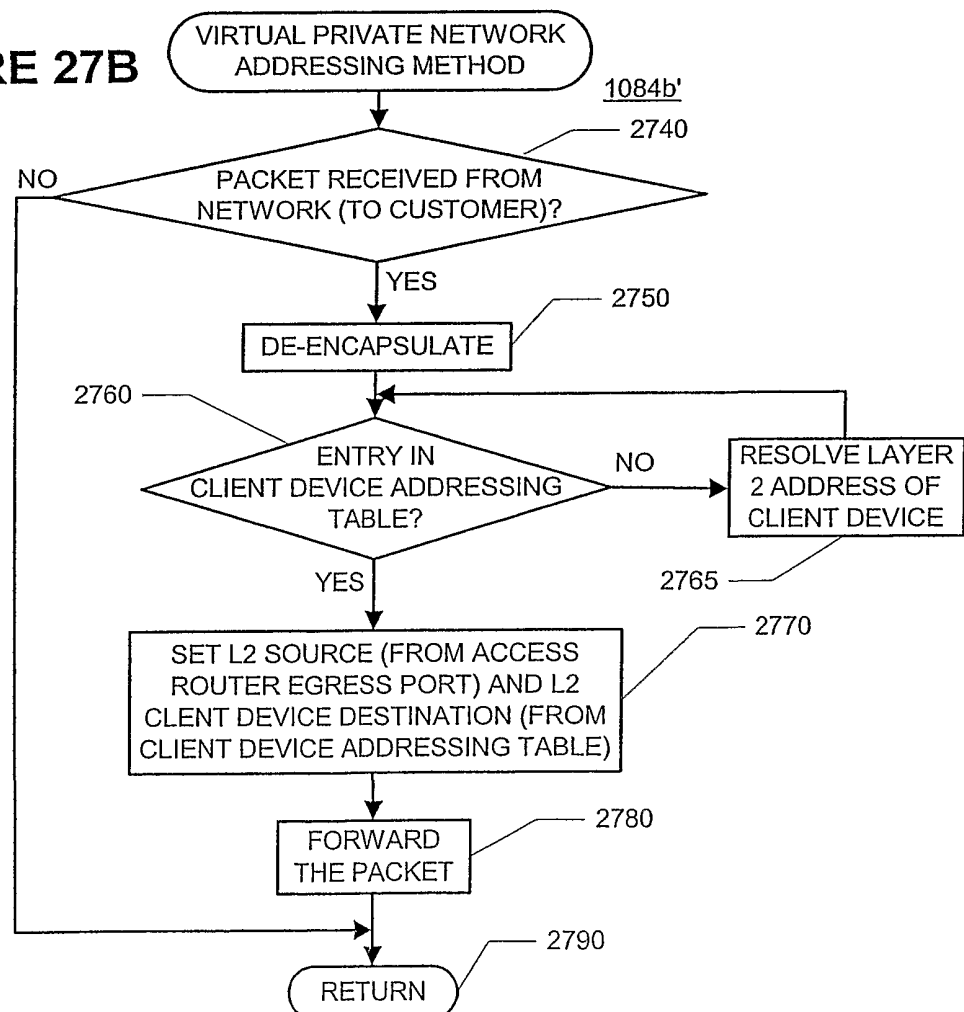 RE 27B
VIRTUAL PRIVATE NETWORK
ADDRESSING METHOD
1084b'
2740
NO
PACKET RECEIVED FROM
NETWORK (TO CUSTOMER)?
YES
2750
DE-ENCAPSULATE
2760
ENTRY IN
CLIENT DEVICE ADDRESSING
TABLE?
NO
RESOLVE LAYER
2 ADDRESS OF
CLIENT DEVICE
YES
2765
2770
SET L2 SOURCE (FROM ACCESS
ROUTER EGRESS PORT) AND L2
CLENT DEVICE DESTINATION (FROM
CLIENT DEVICE ADDRESSING TABLE)
2780
FORWARD
THE PACKET
2790
RETURN